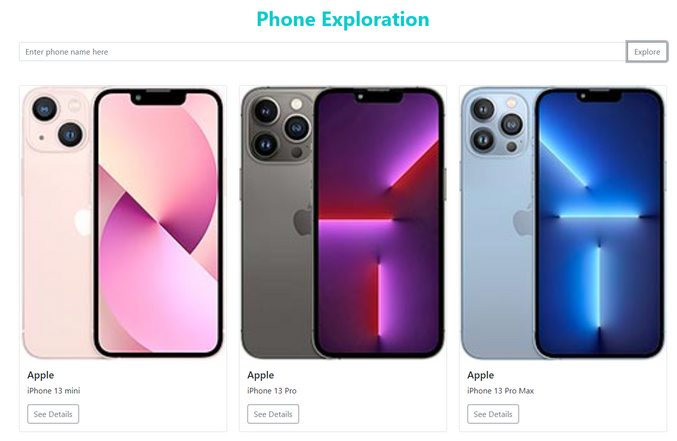 Phone Exploration
Enter phone name here
Explore
Apple
iPhone 13 mini
See Details
Apple
iPhone 13 Pro
See Details
Apple
iPhone 13 Pro Max
See Details